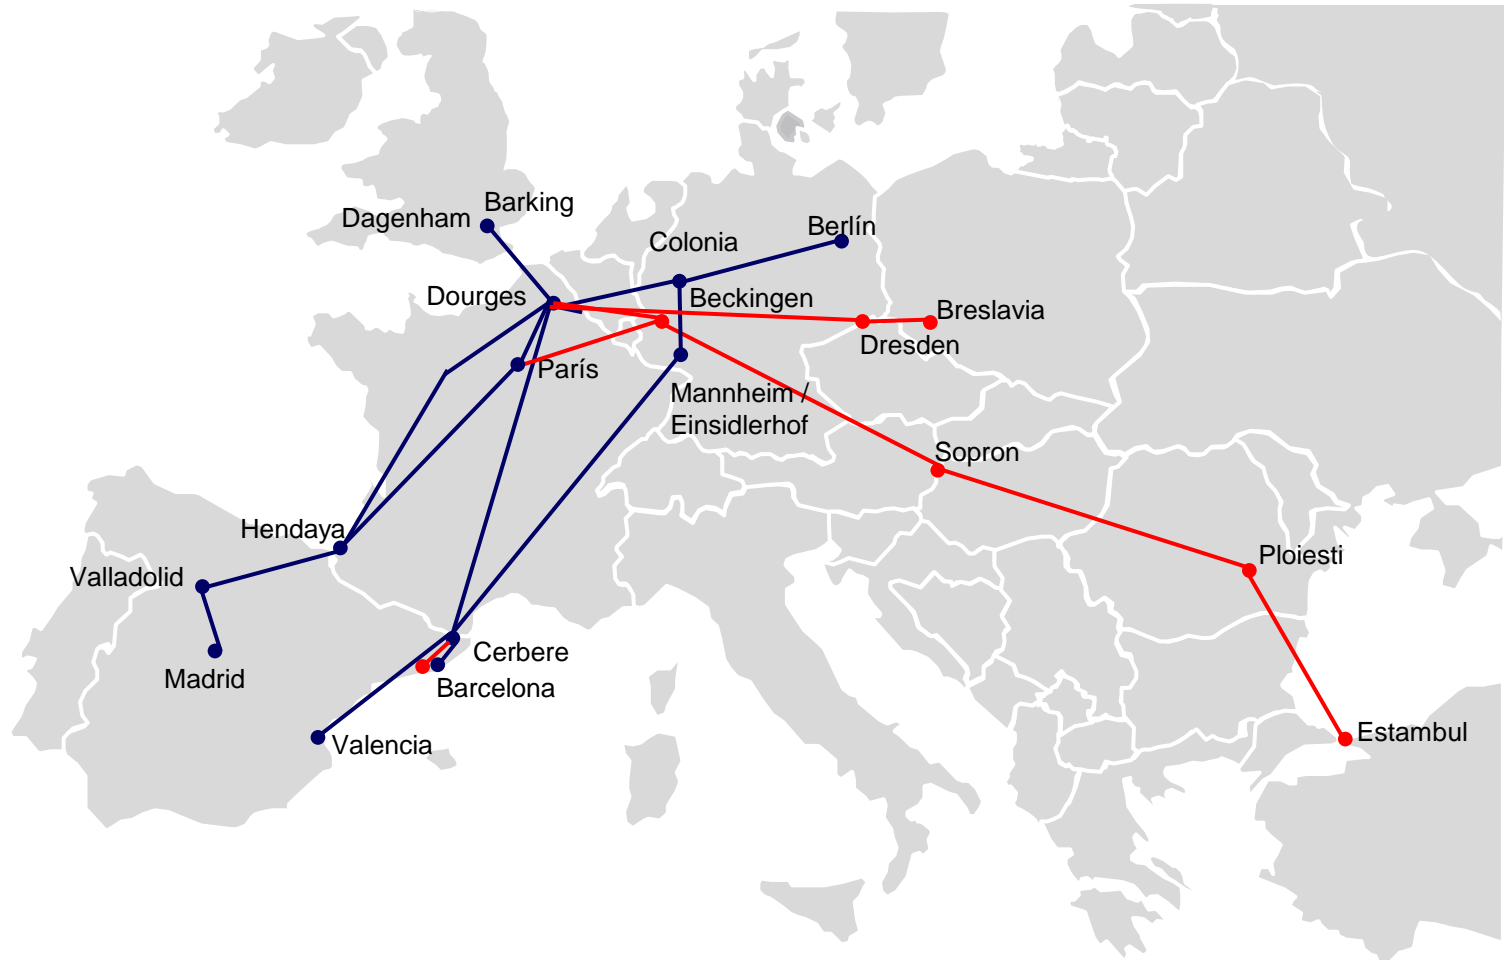 Barking
Dagenham
Berlín
Colonia
Dourges
Beckingen
Breslavia
Dresden
París
Mannheim /
Einsidlerhof
Sopron
Hendaya
Ploiesti
Valladolid
Cerbere
Madrid
Barcelona
Valencia
Estambul